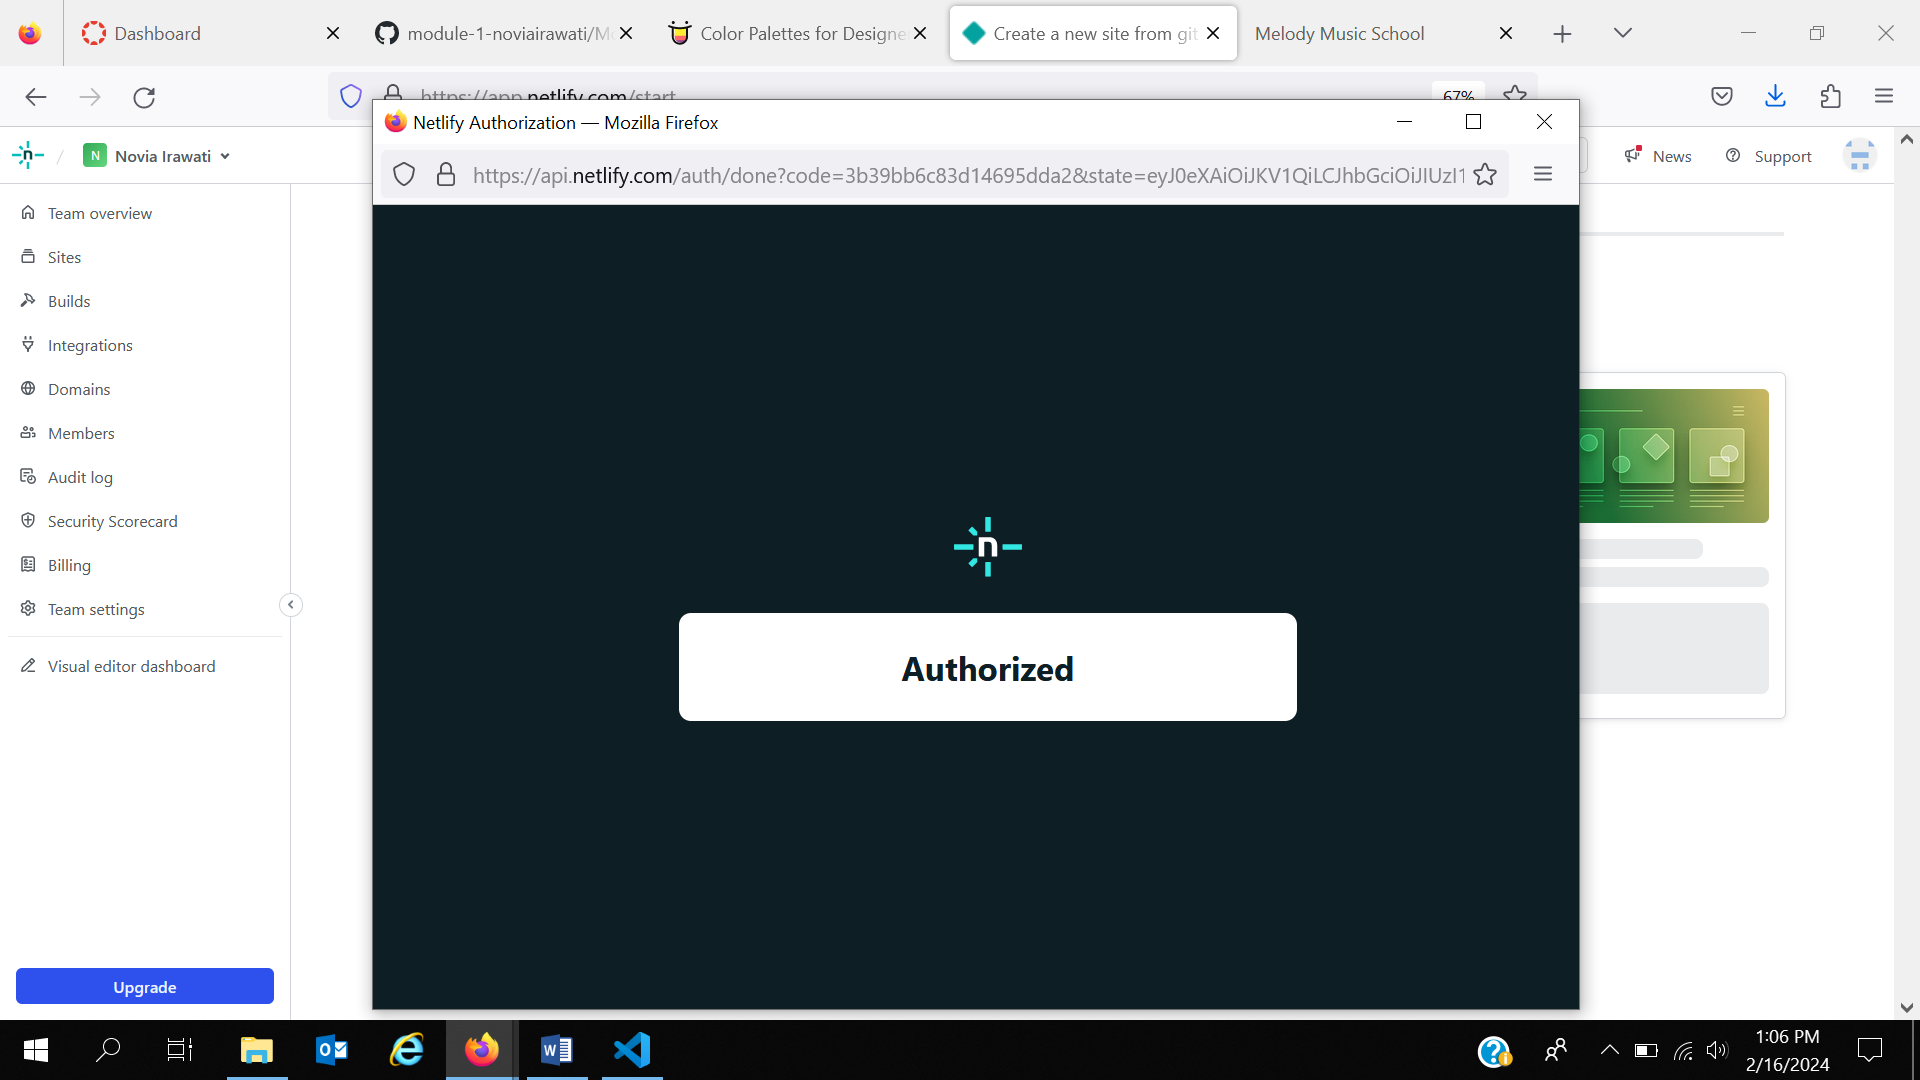 Dashboard
module-1-noviairawati/Mo
Color Palettes for Designe
Create a new site from git
Melody Music School
https://app.netlify.com/start
67%
Netlify Authorization — Mozilla Firefox
https://api.netlify.com/auth/done?code=3b39bb6c83d14695dda2&state=eyJ0eXAiOiJKV1QiLCJhbGciOiJIUzI1
N
Novia Irawati
News
Support
Team overview
Sites
Builds
Integrations
Domains
Members
Audit log
Security Scorecard
Billing
Team settings
Visual editor dashboard
Upgrade
n
Authorized
1:06 PM
2/16/2024